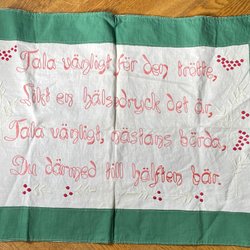 Tala vänligt för den trötte,
Likt en hälsodryck det är,
Tala vänligt, nästans börda,
Du därmed till hälften bär.